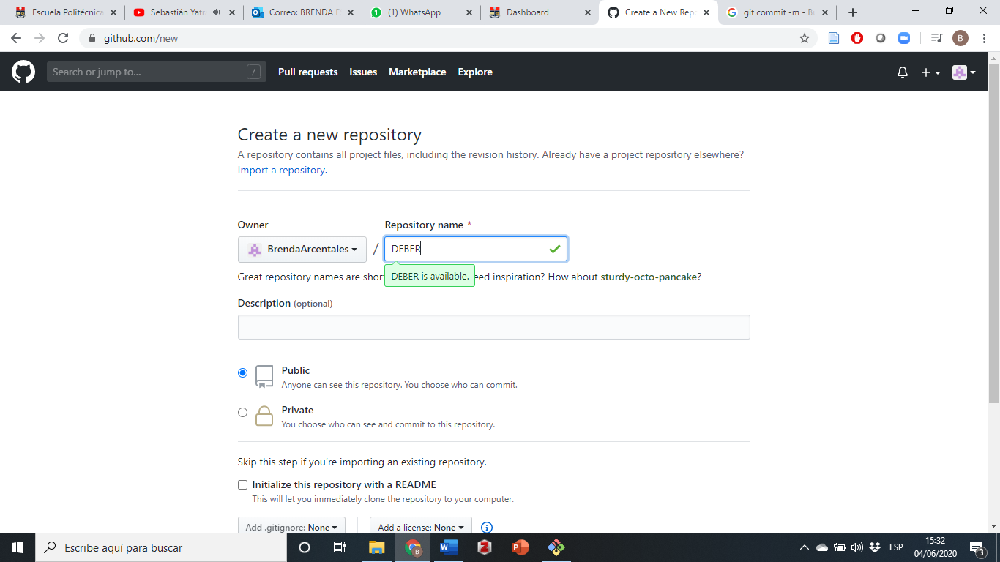 Escuela Politécnica
Sebastián Yatr
Correo: BRENDA E
(1) WhatsApp
Dashboard
Create a New Repo
git commit -m - Bu
github.com/new
B
Search or jump to...
/
Pull requests
Issues
Marketplace
Explore
Create a new repository
A repository contains all project files, including the revision history. Already have a project repository elsewhere?
Import a repository.
Owner
Repository name *
BrendaArcentales
/
DEBER
Great repository names are short
DEBER is available.
eed inspiration? How about sturdy-octo-pancake?
Description (optional)
Public
Anyone can see this repository. You choose who can commit.
Private
You choose who can see and commit to this repository.
Skip this step if you’re importing an existing repository.
Initialize this repository with a README
This will let you immediately clone the repository to your computer.
Add .gitignore: None
Add a license: None
Escribe aquí para buscar
ESP
15:32
04/06/2020
3